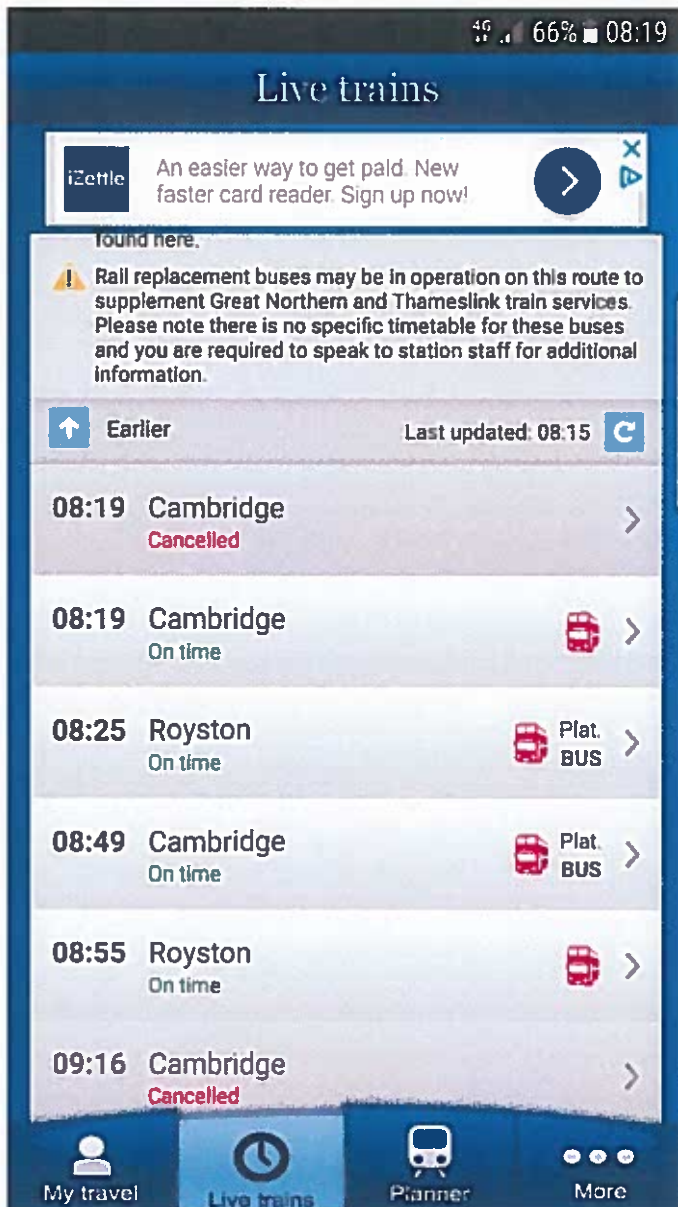 4G 66% 08:19
Live trains
iZettle
An easier way to get paid. New
faster card reader. Sign up now!
found here.
Rail replacement buses may be in operation on this route to
supplement Great Northern and Thameslink train services.
Please note there is no specific timetable for these buses
and you are required to speak to station staff for additional
information.
Earlier
Last updated: 08:15
08:19 Cambridge
Cancelled
08:19 Cambridge
On time
08:25 Royston Plat.
On time BUS
08:49 Cambridge Plat.
On time BUS
08:55 Royston
On time
09:16 Cambridge
Cancelled
My travel
Live trains
Planner
More